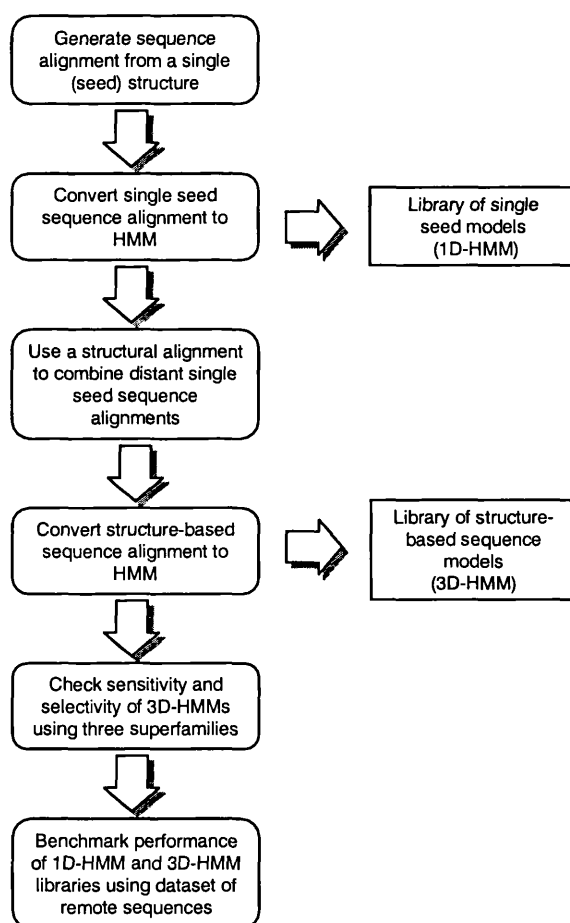 Generate sequence
alignment from a single
(seed) structure
Convert single seed
sequence alignment to
HMM
Library of single
seed models
(1D-HMM)
Use a structural alignment
to combine distant single
seed sequence
alignments
Convert structure-based
sequence alignment to
HMM
Library of structure-
based sequence
models
(3D-HMM)
Check sensitivity and
selectivity of 3D-HMMs
using three superfamilies
Benchmark performance
of 1D-HMM and 3D-HMM
libraries using dataset of
remote sequences